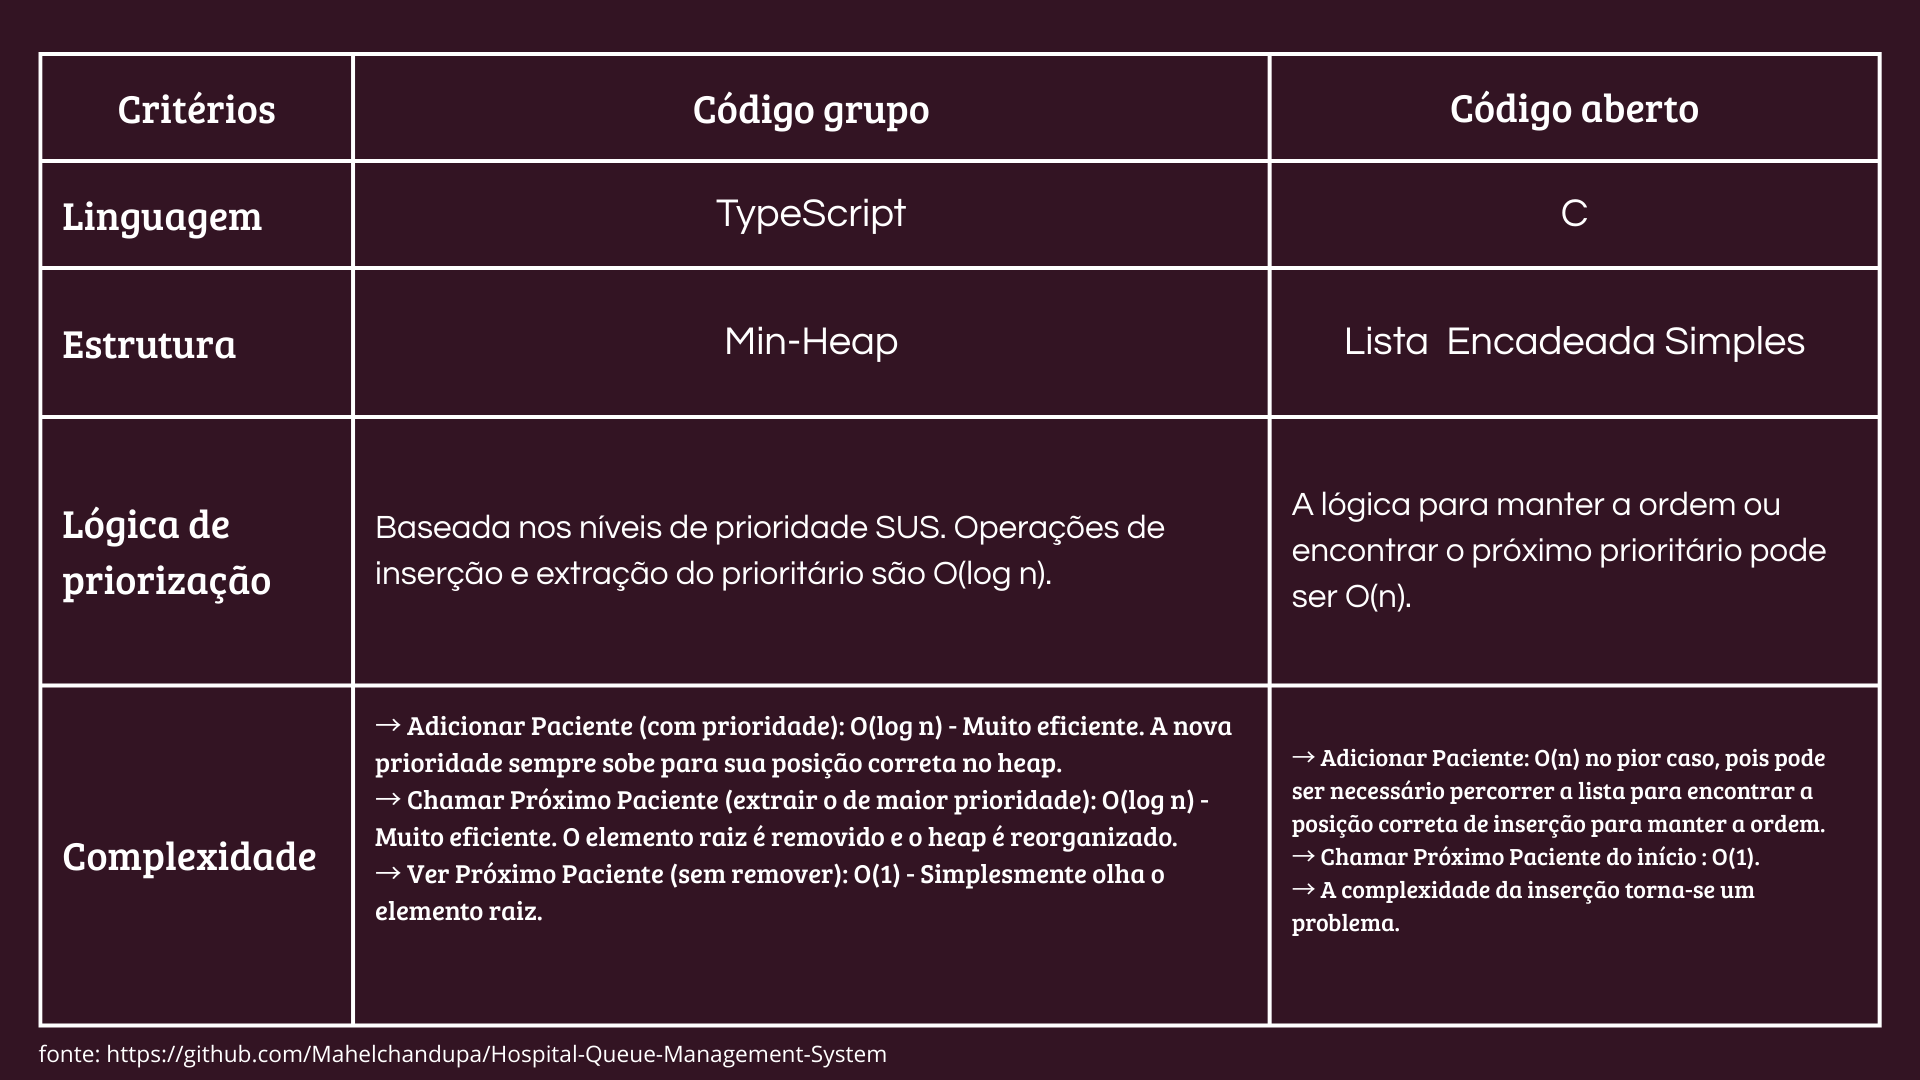 Critérios
Código grupo
Código aberto
Linguagem
TypeScript
C
Estrutura
Min-Heap
Lista  Encadeada Simples
Lógica de
priorização
Baseada nos níveis de prioridade SUS. Operações de
inserção e extração do prioritário são O(log n).
A lógica para manter a ordem ou
encontrar o próximo prioritário pode
ser O(n).
Complexidade
→ Adicionar Paciente (com prioridade): O(log n) - Muito eficiente. A nova
prioridade sempre sobe para sua posição correta no heap.
→ Chamar Próximo Paciente (extrair o de maior prioridade): O(log n) -
Muito eficiente. O elemento raiz é removido e o heap é reorganizado.
→ Ver Próximo Paciente (sem remover): O(1) - Simplesmente olha o
elemento raiz.
→ Adicionar Paciente: O(n) no pior caso, pois pode
ser necessário percorrer a lista para encontrar a
posição correta de inserção para manter a ordem.
→ Chamar Próximo Paciente do início : O(1).
→ A complexidade da inserção torna-se um
problema.
fonte: https://github.com/Mahelchandupa/Hospital-Queue-Management-System